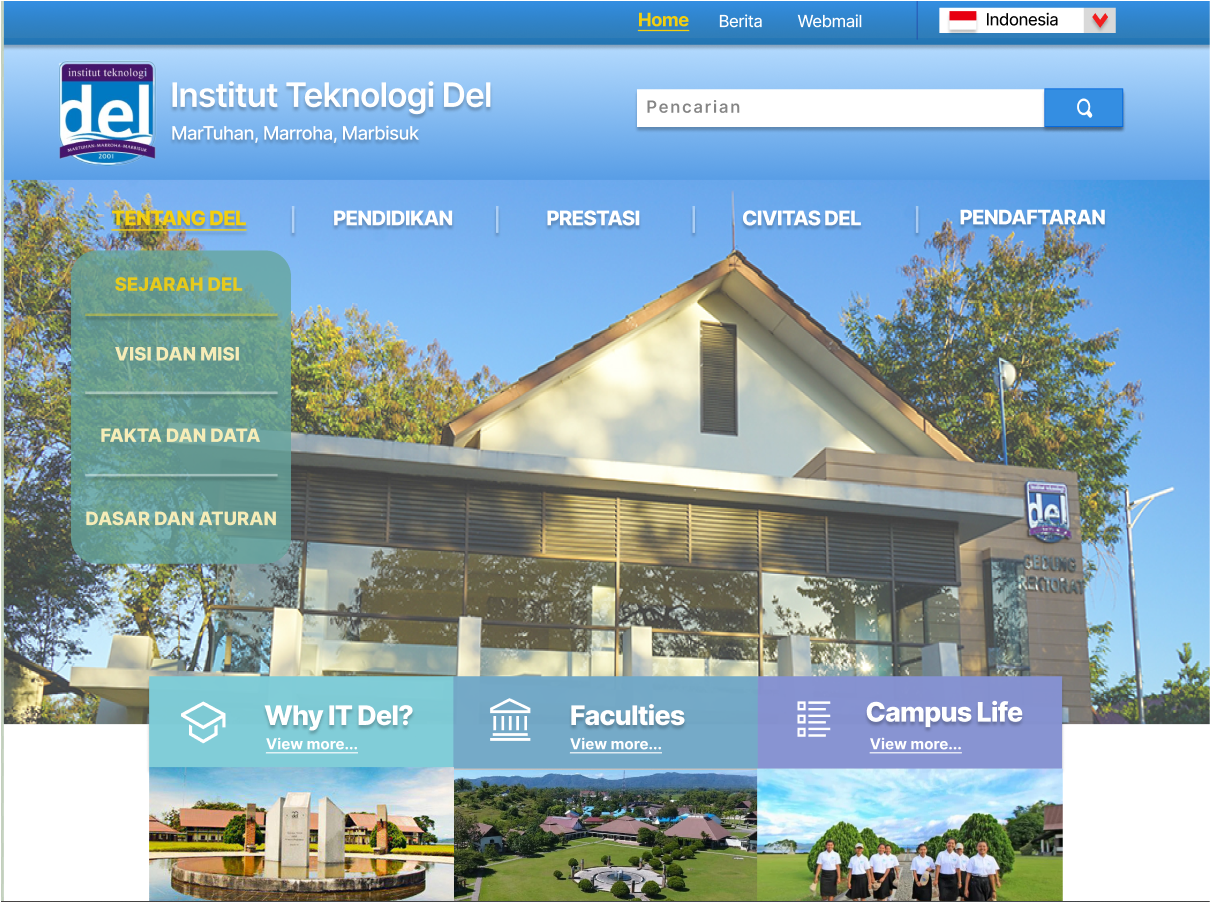 Home Berita Webmail Indonesia
institut teknologi
del
MARTUHAN-MARROHA-MARBISUK
2001
Institut Teknologi Del
MarTuhan, Marroha, Marbisuk
Pencarian
TENTANG DEL PENDIDIKAN PRESTASI CIVITAS DEL PENDAFTARAN
SEJARAH DEL
VISI DAN MISI
FAKTA DAN DATA
DASAR DAN ATURAN
institut teknologi
del
GEDUNG
REKTORAT
Why IT Del?
View more...
Faculties
View more...
Campus Life
View more...